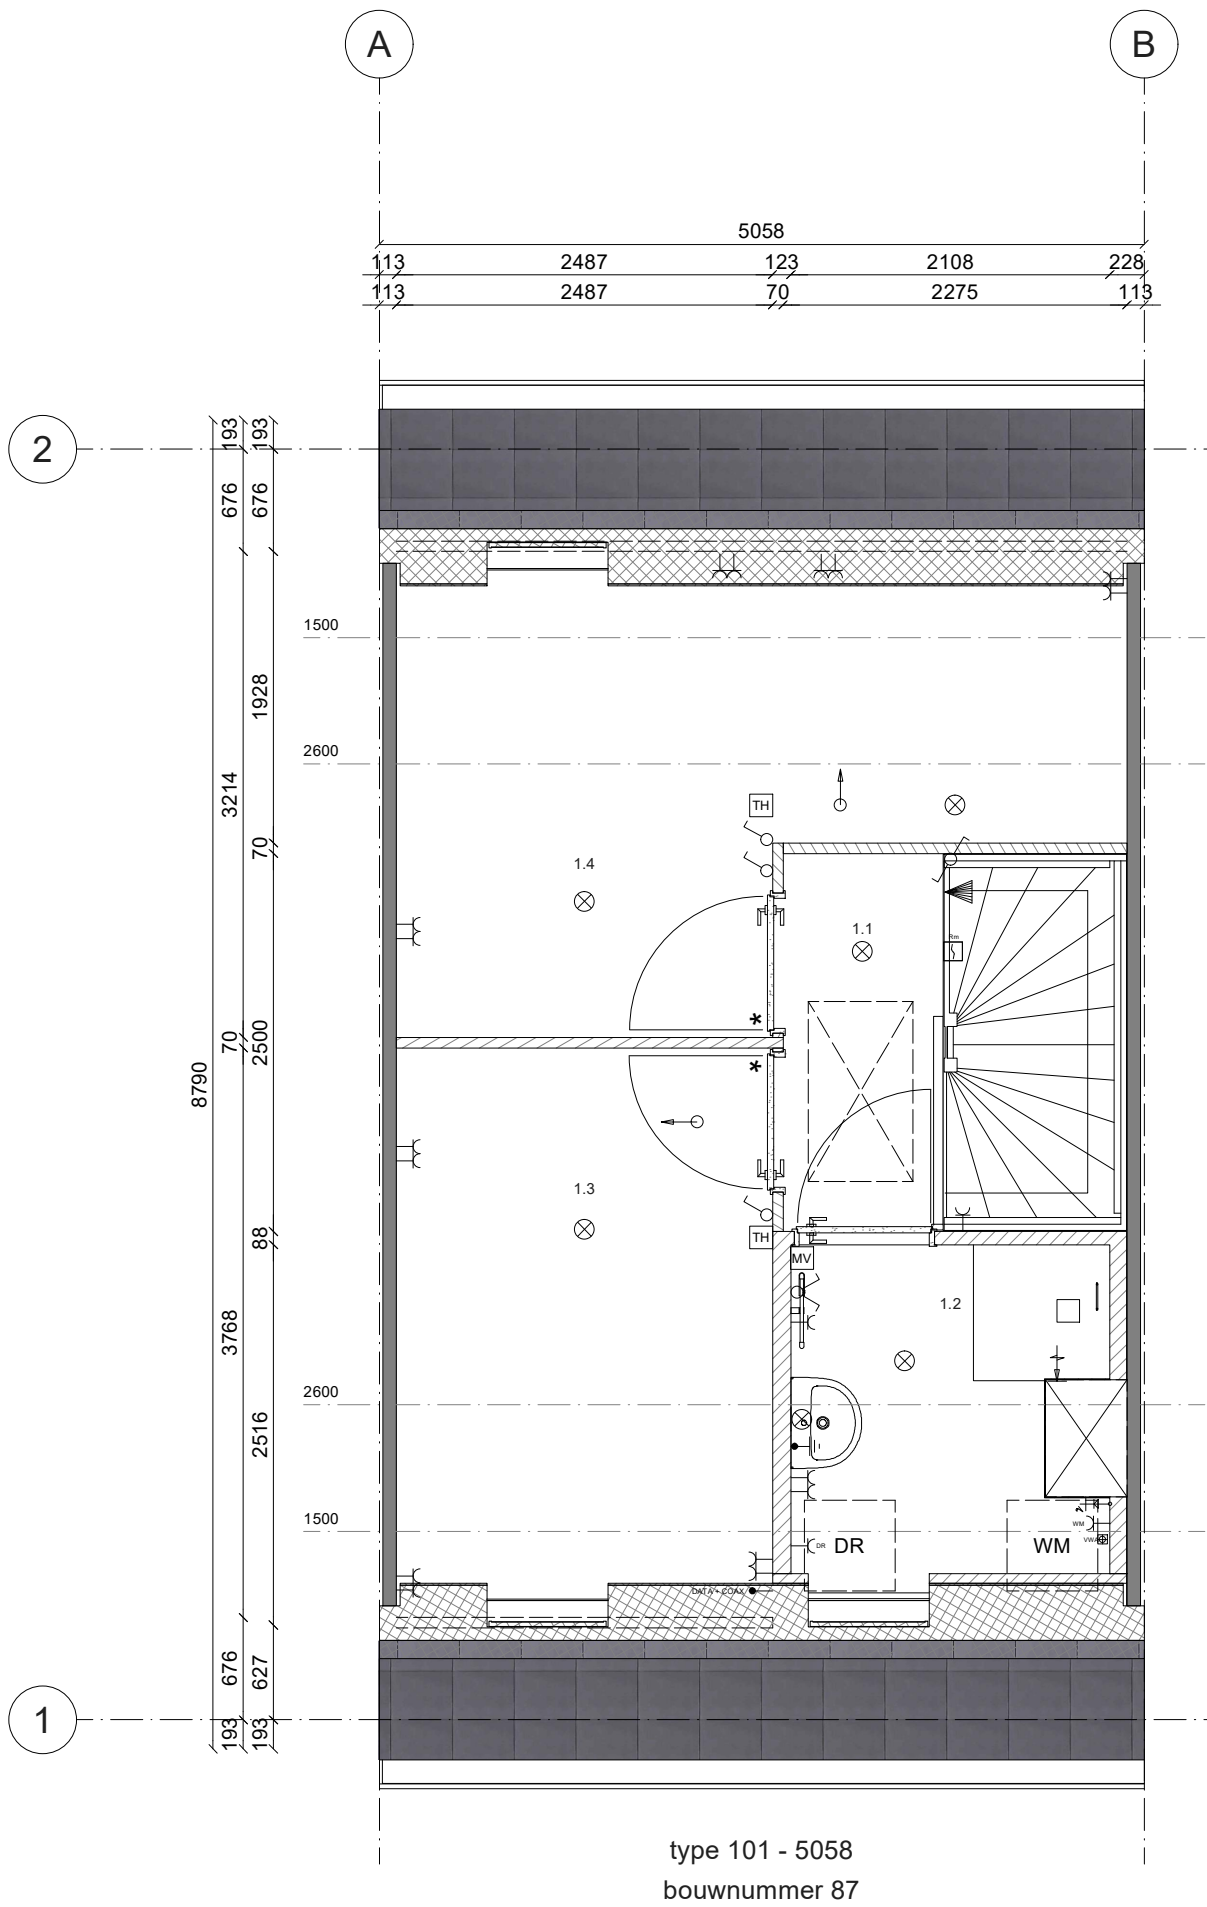 A B
5058
113 2487 123 2108 228
113 2487 70 2275 113
2
193 193
676 676
1500
1928
2600
3214
TH
70
1.4
1.1
Rm
*
70 2500
*
8790
1.3
88
TH
MV
1.2
3768
2600
2516
1500
WM
DR DR WM
VWA
DATA + COAX
676 627
1
193 193
type 101 - 5058
bouwnummer 87